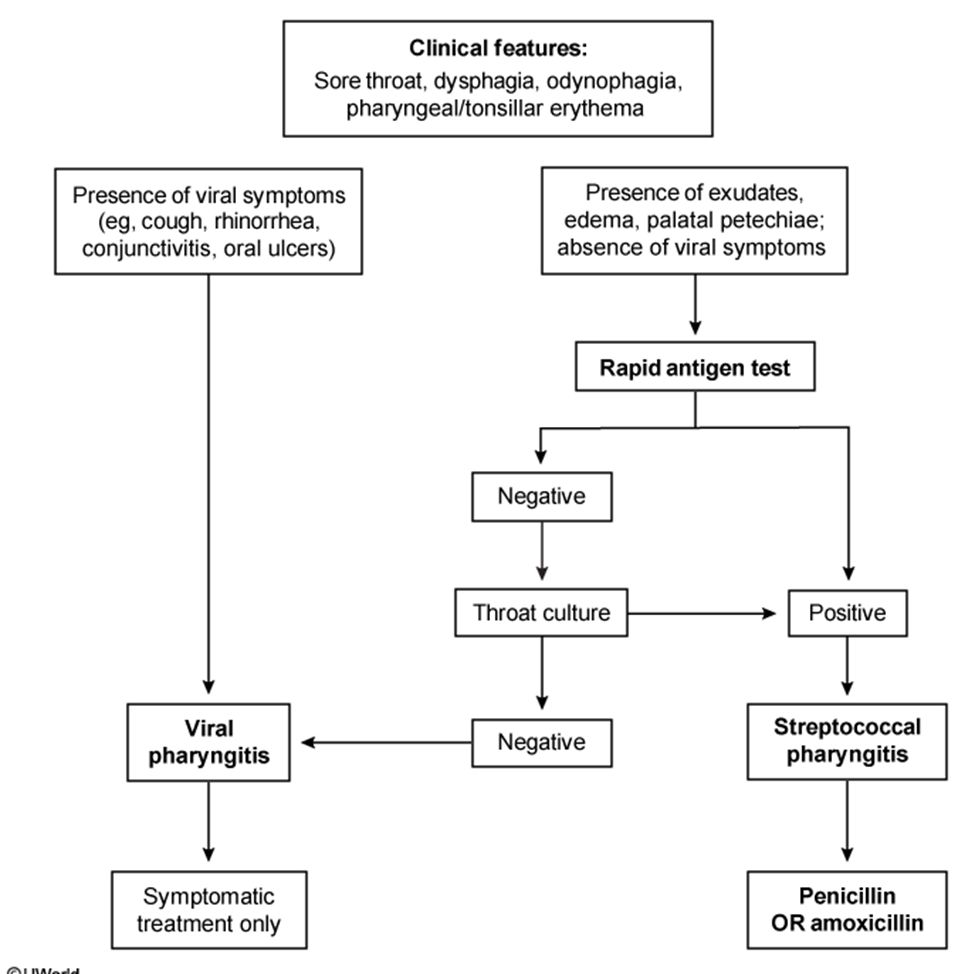 Clinical features:
Sore throat, dysphagia, odynophagia,
pharyngeal/tonsillar erythema
Presence of viral symptoms
(eg, cough, rhinorrhea,
conjunctivitis, oral ulcers)
Presence of exudates,
edema, palatal petechiae;
absence of viral symptoms
Rapid antigen test
Negative
Throat culture
Positive
Viral
pharyngitis
Negative
Streptococcal
pharyngitis
Symptomatic
treatment only
Penicillin
OR amoxicillin
©UWorld